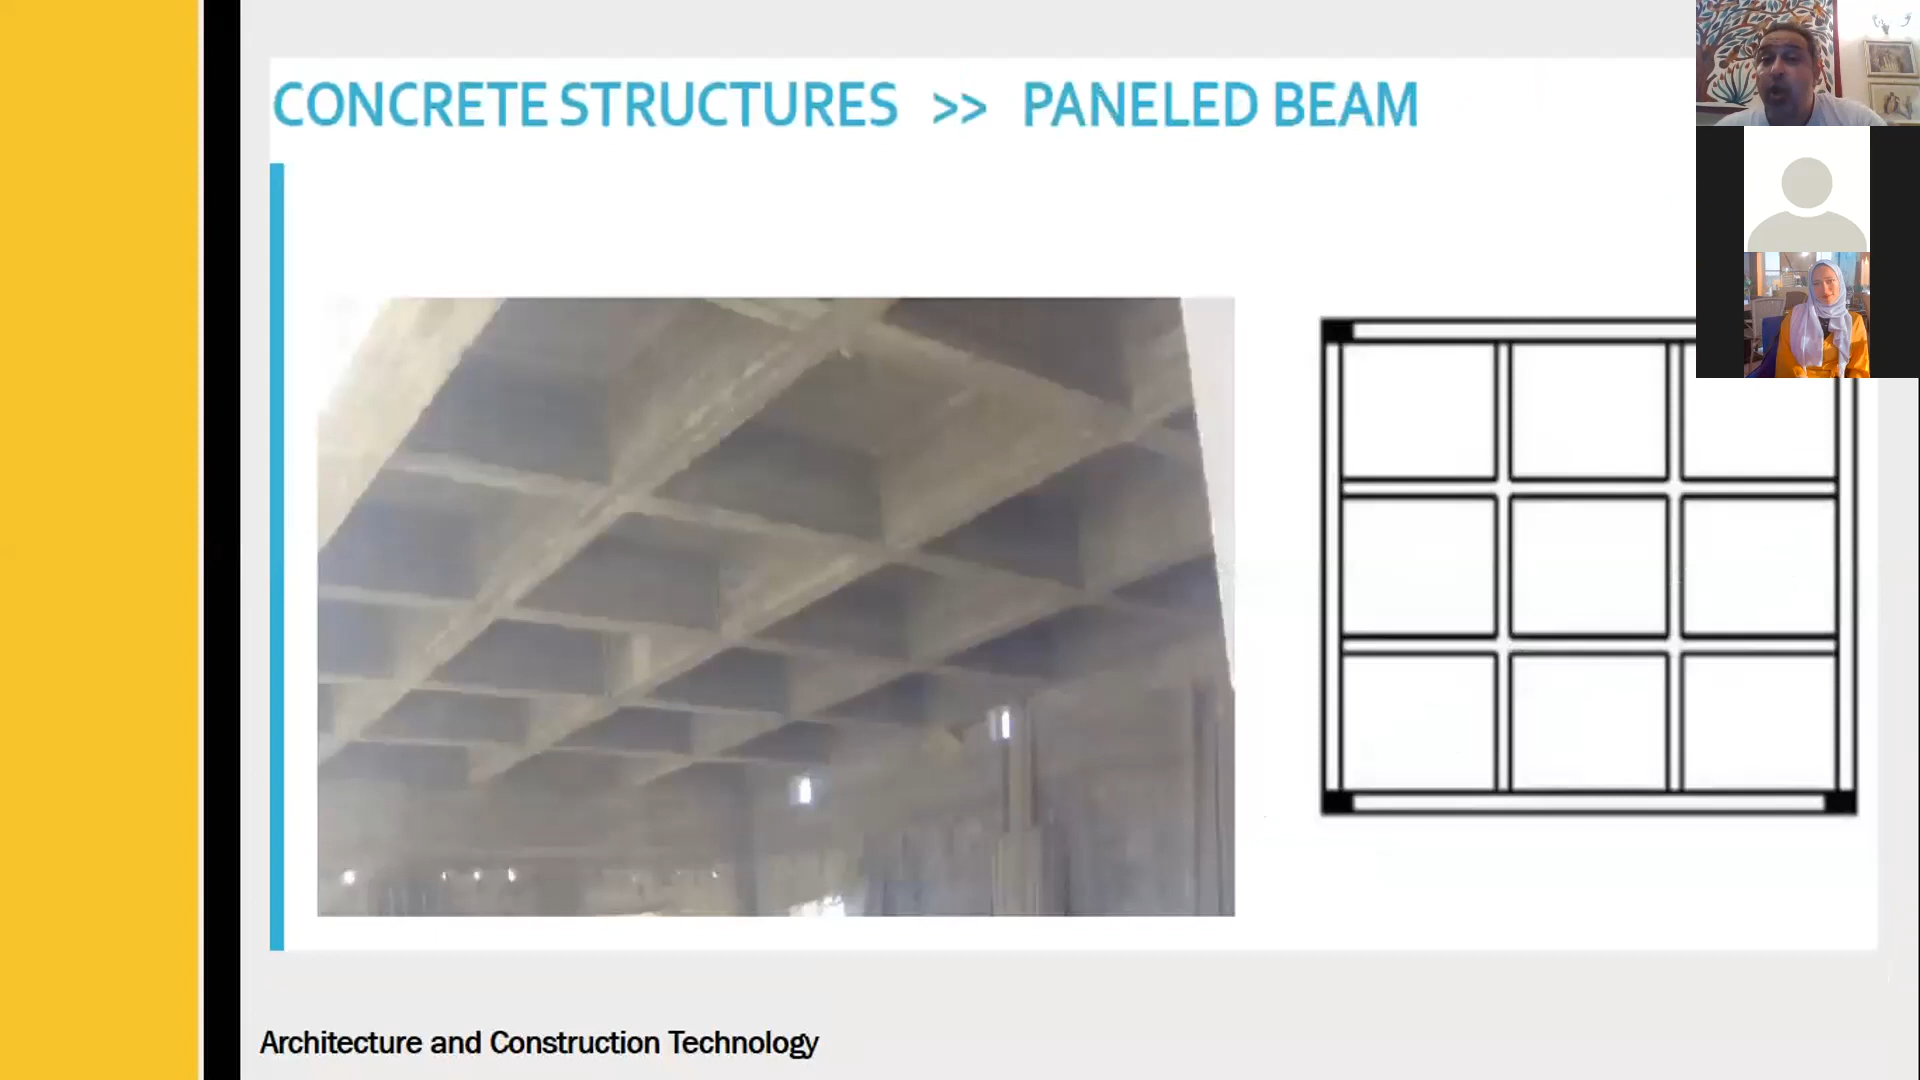 CONCRETE STRUCTURES >> PANELED BEAM
Architecture and Construction Technology